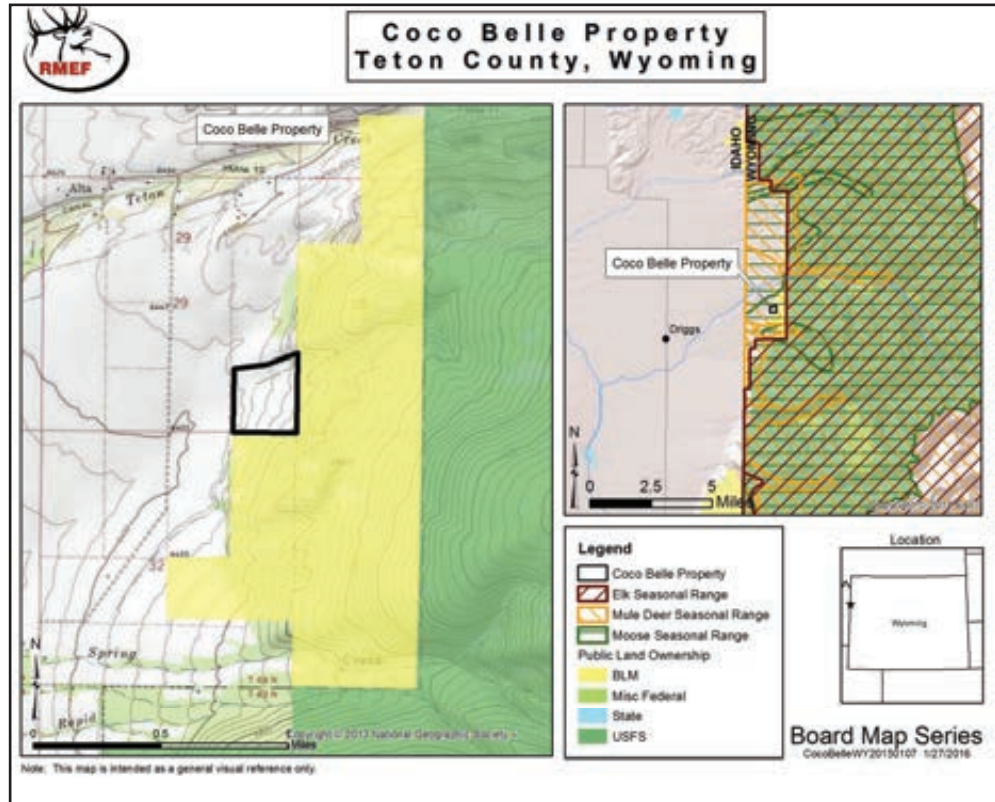 RMEF
Coco Belle Property
Teton County, Wyoming
Coco Belle Property
Alta
Teton
Creek
29
29
32
Spring
Creek
Rapid
N
0
0.5
Miles
Copyright © 2013 National Geographic Society
Note: This map is intended as a general visual reference only.
IDAHO
WYOMING
Coco Belle Property
Driggs
N
0 2.5 5
Miles
Legend
Coco Belle Property
Elk Seasonal Range
Mule Deer Seasonal Range
Moose Seasonal Range
Public Land Ownership
BLM
Misc Federal
State
USFS
Location
Wyoming
Board Map Series
CocoBelleWY20150107 1/27/2016